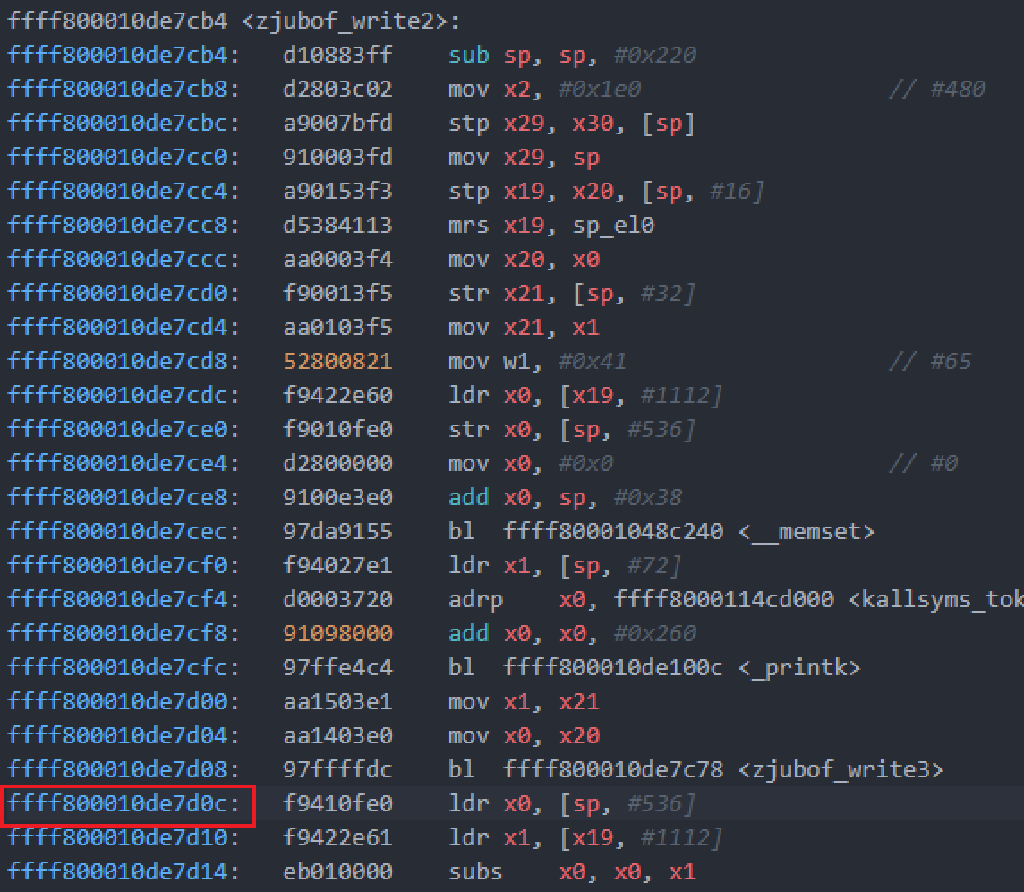 ffff800010de7cb4 <zjubof_write2>:
ffff800010de7cb4: d10883ff sub sp, sp, #0x220
ffff800010de7cb8: d2803c02 mov x2, #0x1e0 // #480
ffff800010de7cbc: a9007bfd stp x29, x30, [sp]
ffff800010de7cc0: 910003fd mov x29, sp
ffff800010de7cc4: a90153f3 stp x19, x20, [sp, #16]
ffff800010de7cc8: d5384113 mrs x19, sp_el0
ffff800010de7ccc: aa0003f4 mov x20, x0
ffff800010de7cd0: f90013f5 str x21, [sp, #32]
ffff800010de7cd4: aa0103f5 mov x21, x1
ffff800010de7cd8: 52800821 mov w1, #0x41 // #65
ffff800010de7cdc: f9422e60 ldr x0, [x19, #1112]
ffff800010de7ce0: f9010fe0 str x0, [sp, #536]
ffff800010de7ce4: d2800000 mov x0, #0x0 // #0
ffff800010de7ce8: 9100e3e0 add x0, sp, #0x38
ffff800010de7cec: 97da9155 bl ffff80001048c240 <__memset>
ffff800010de7cf0: f94027e1 ldr x1, [sp, #72]
ffff800010de7cf4: d0003720 adrp x0, ffff8000114cd000 <kallsyms_tok
ffff800010de7cf8: 91098000 add x0, x0, #0x260
ffff800010de7cfc: 97ffe4c4 bl ffff800010de100c <_printk>
ffff800010de7d00: aa1503e1 mov x1, x21
ffff800010de7d04: aa1403e0 mov x0, x20
ffff800010de7d08: 97ffffdc bl ffff800010de7c78 <zjubof_write3>
ffff800010de7d0c: f9410fe0 ldr x0, [sp, #536]
ffff800010de7d10: f9422e61 ldr x1, [x19, #1112]
ffff800010de7d14: eb010000 subs x0, x0, x1